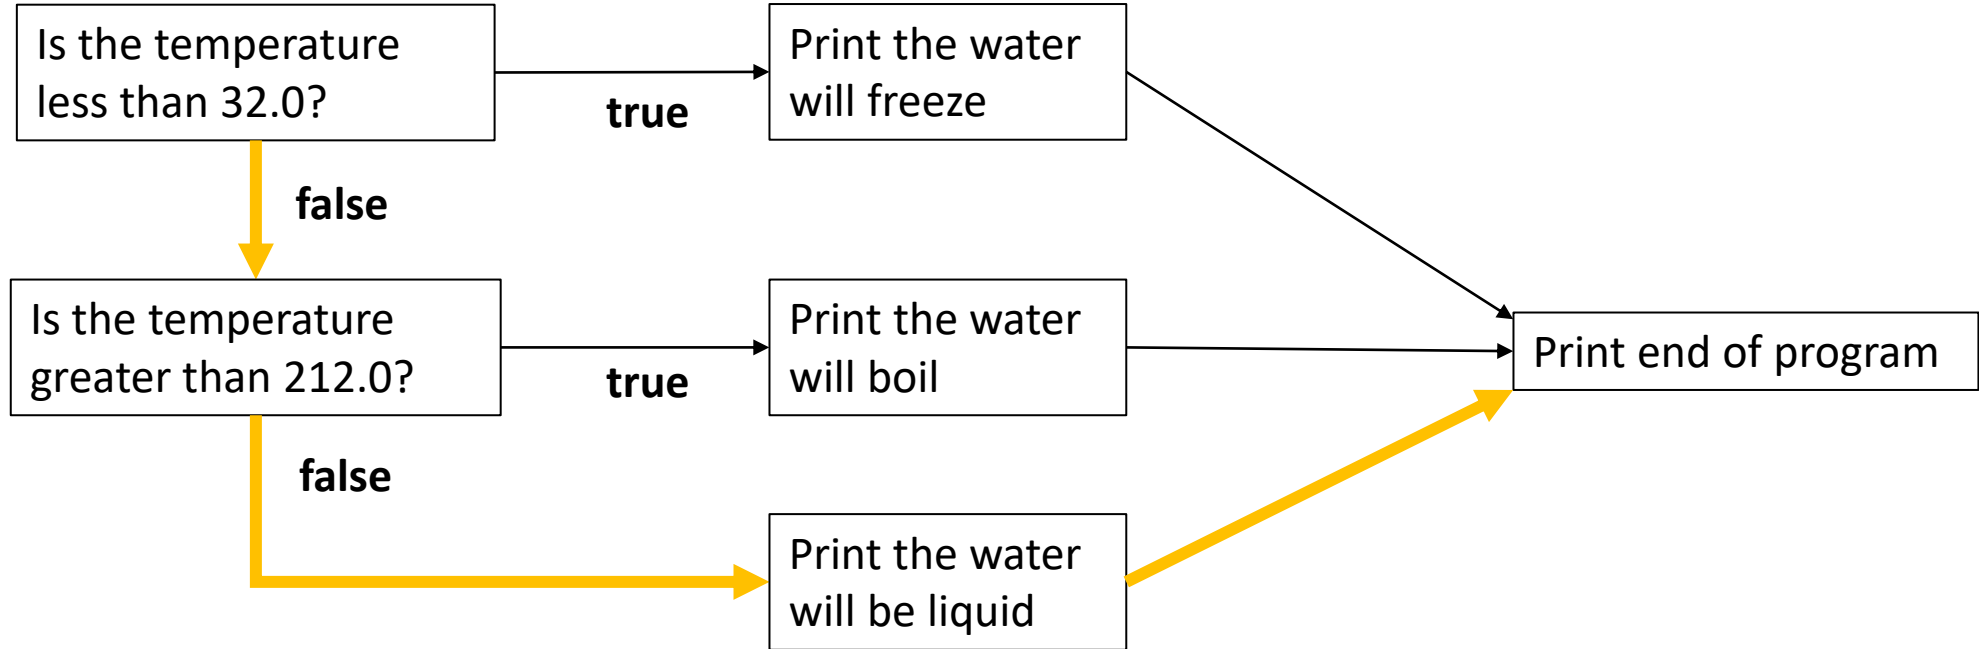 Is the temperature
less than 32.0?
true
Print the water
will freeze
false
Is the temperature
greater than 212.0?
true
Print the water
will boil
Print end of program
false
Print the water
will be liquid